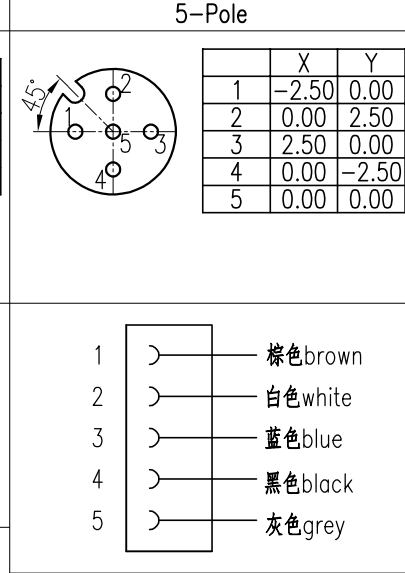 5-Pole
45°
1
2
3
4
5
X Y
1 -2.50 0.00
2 0.00 2.50
3 2.50 0.00
4 0.00 -2.50
5 0.00 0.00
1 棕色brown
2 白色white
3 蓝色blue
4 黑色black
5 灰色grey